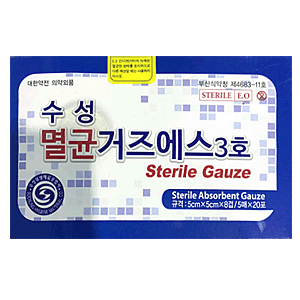 대한약전 의약외품
부산식약청 제4683-11호
STERILE E.O
수성
멸균거즈에스3호
Sterile Gauze
Sterile Absorbent Gauze
규격 : 5cm×5cm×8겹/5매×20포